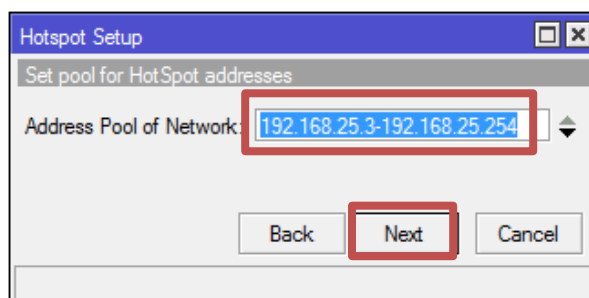 Hotspot Setup
Set pool for HotSpot addresses
Address Pool of Network: 192.168.25.3-192.168.25.254
Back Next Cancel